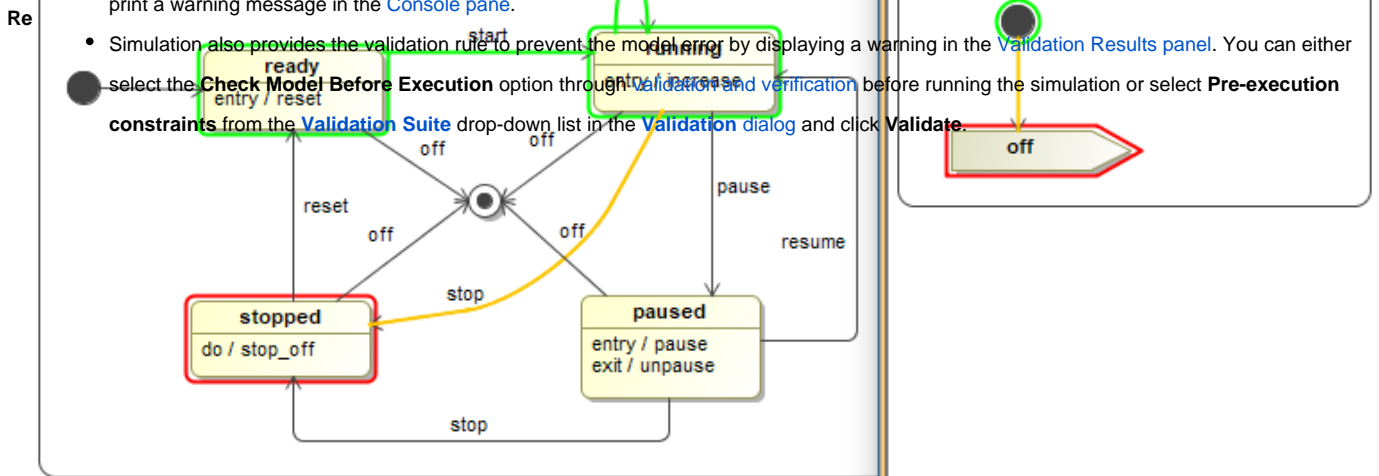 print a warning message in the Console pane.
Re
start
Simulation also provides the validation rule to prevent the model error by displaying a warning in the Validation Results panel. You can either
running
ready
select the Check Model Before Execution option through validation and verification before running the simulation or select Pre-execution
entry / increase
entry / reset
constraints from the Validation Suite drop-down list in the Validation dialog and click Validate.
off
off
off
pause
reset
off
off
resume
stop
stopped
do / stop_off
paused
entry / pause
exit / unpause
stop